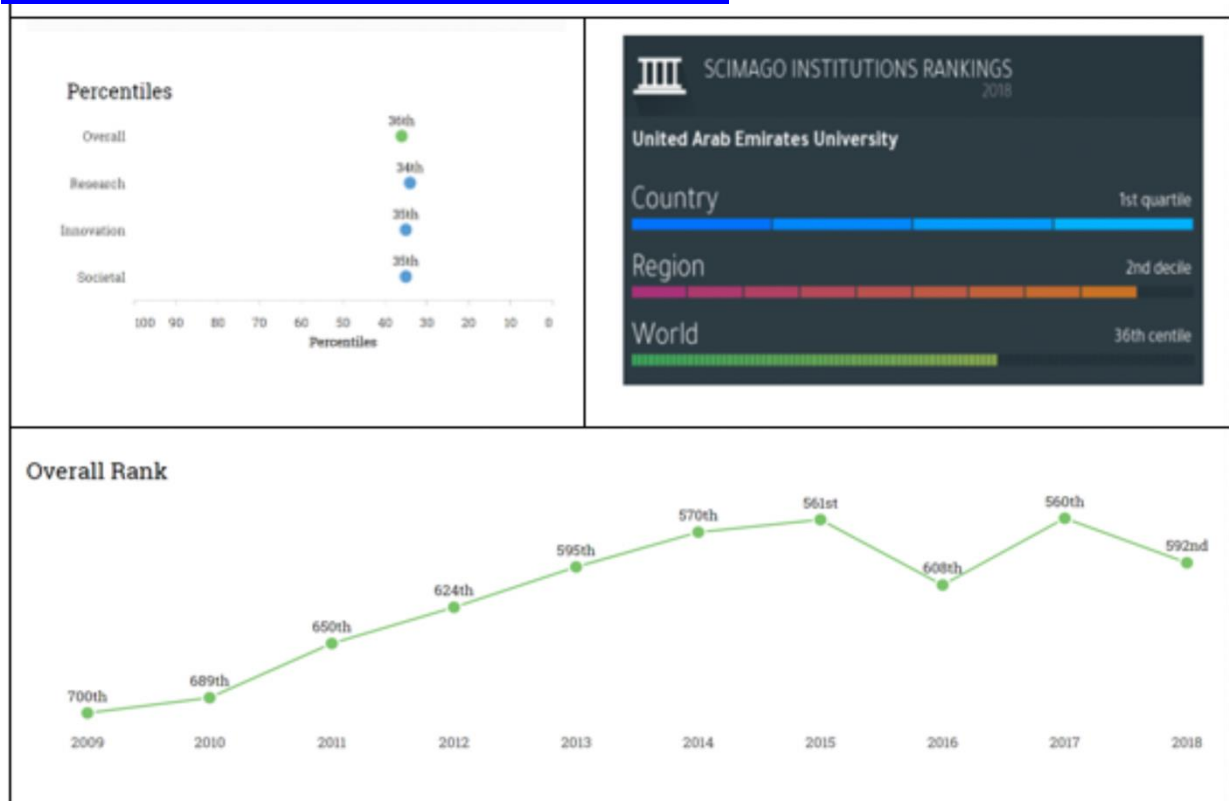 Percentiles
Overall
36th
Research
34th
Innovation
35th
Societal
35th
100 90 80 70 60 50 40 30 20 10 0
Percentiles
SCIMAGO INSTITUTIONS RANKINGS
2018
United Arab Emirates University
Country 1st quartile
Region 2nd decile
World 36th centile
Overall Rank
700th
689th
650th
624th
595th
570th
561st
608th
560th
592nd
2009 2010 2011 2012 2013 2014 2015 2016 2017 2018